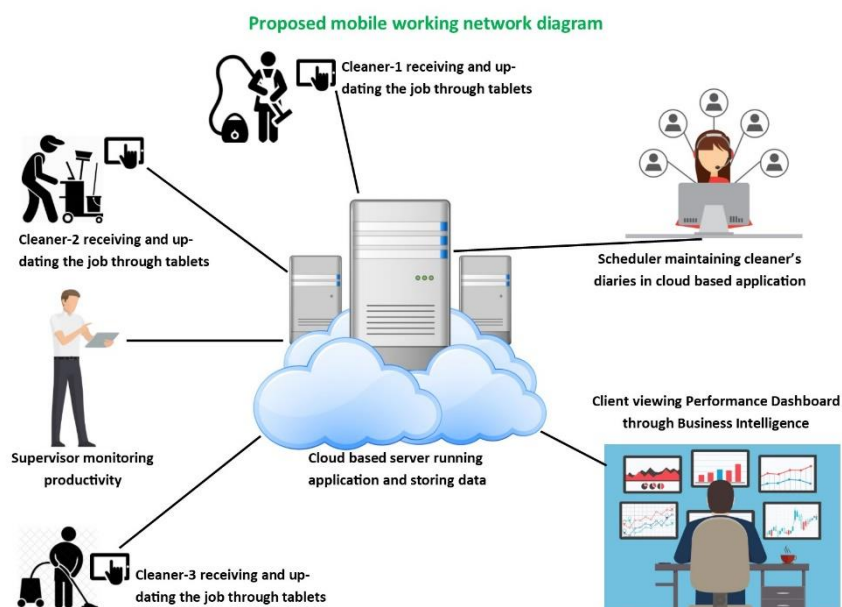 Proposed mobile working network diagram
Cleaner-1 receiving and up-
dating the job through tablets
Cleaner-2 receiving and up-
dating the job through tablets
Scheduler maintaining cleaner's
diaries in cloud based application
Supervisor monitoring
productivity
Cloud based server running
application and storing data
Client viewing Performance Dashboard
through Business Intelligence
Cleaner-3 receiving and up-
dating the job through tablets